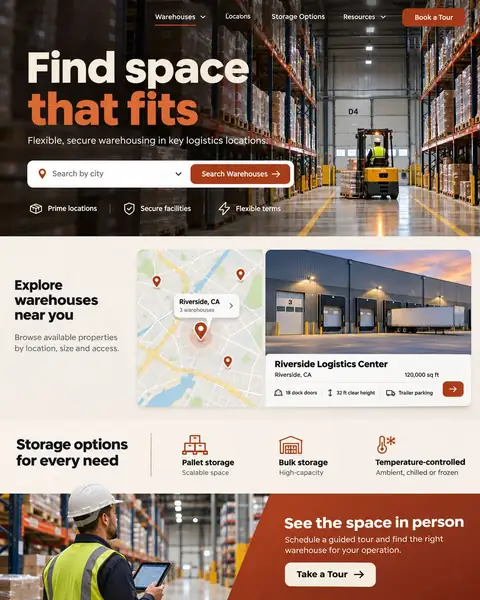 Warehouses
Locations
Storage Options
Resources
Book a Tour
Find space
that fits
Flexible, secure warehousing in key logistics locations.
Search by city
Search Warehouses
Prime locations
Secure facilities
Flexible terms
D4
Explore
warehouses
near you
Browse available properties
by location, size and access.
Riverside, CA
3 warehouses
3
Riverside Logistics Center
Riverside, CA
120,000 sq ft
18 dock doors
32 ft clear height
Trailer parking
Storage options
for every need
Pallet storage
Scalable space
Bulk storage
High-capacity
Temperature-controlled
Ambient, chilled or frozen
See the space in person
Schedule a guided tour and find the right
warehouse for your operation.
Take a Tour